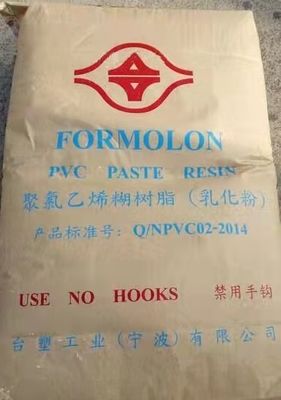 FORMOLON
PVC PASTE RESIN
聚氯乙烯糊树脂（乳化粉）
产品标准号：Q/NPVC02-2014
USE NO HOOKS 禁用手钩
台塑工业（宁波）有限公司